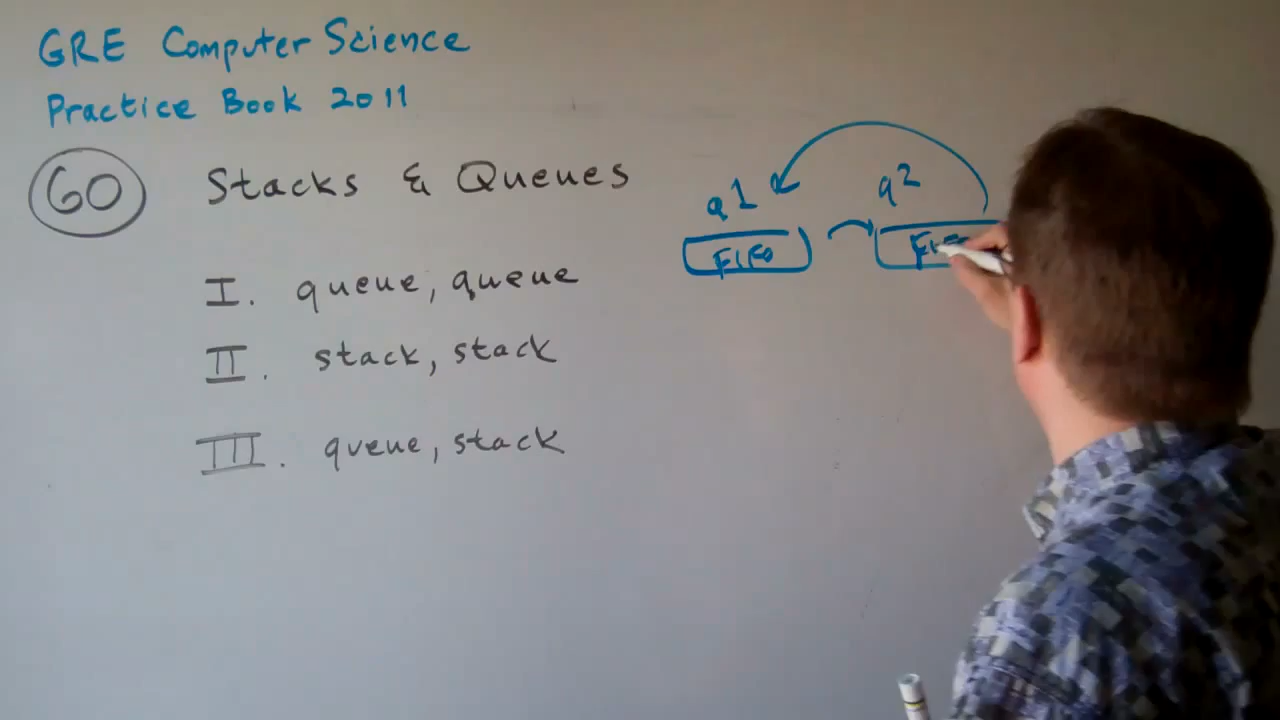 GRE Computer Science
Practice Book 2011
60 Stacks & Queues
I. queue, queue
II. stack, stack
III. queue, stack
q1 q2
FIFO